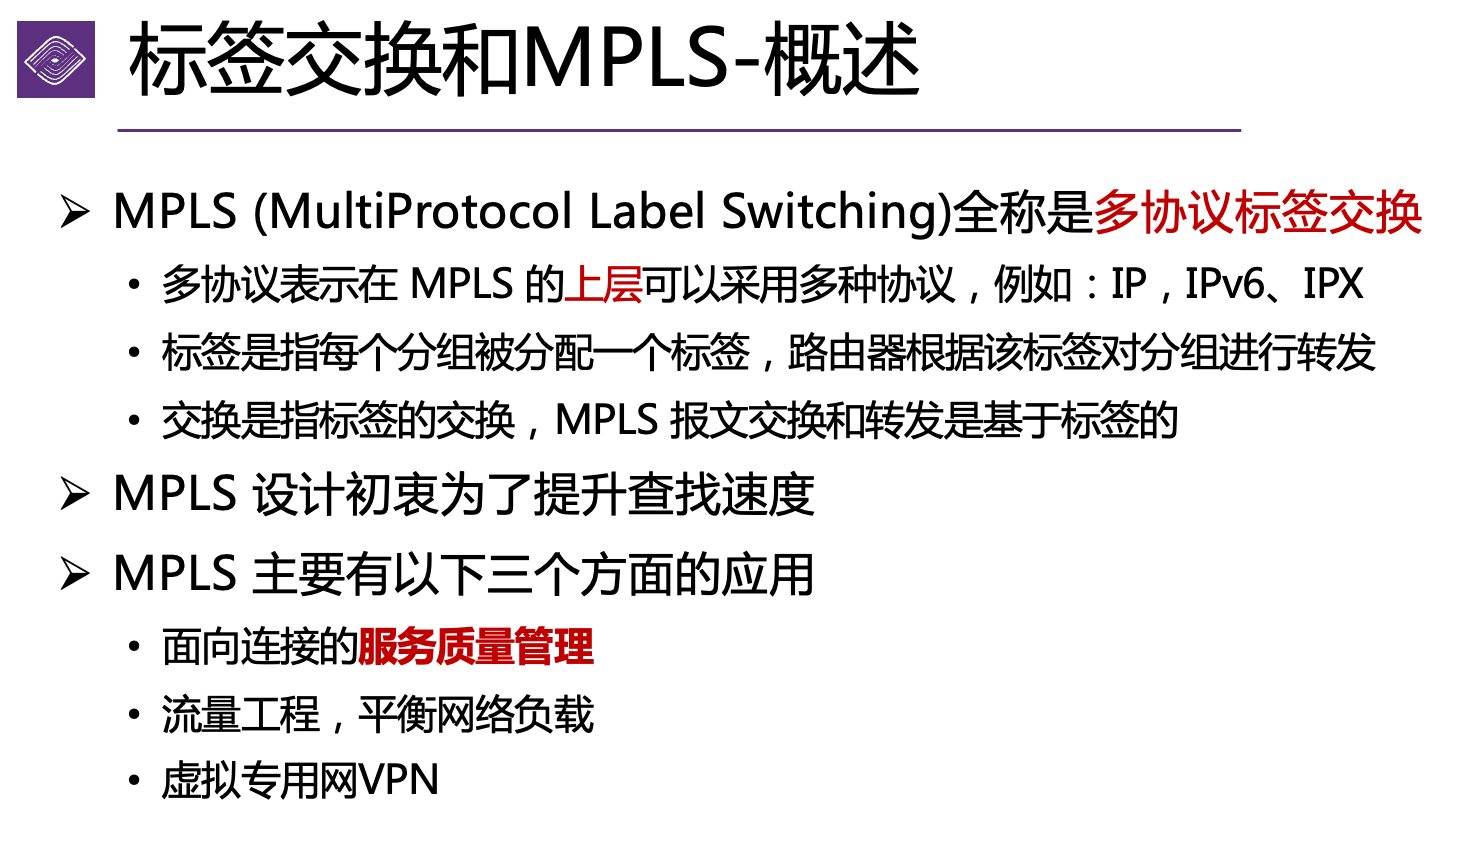 标签交换和MPLS-概述
➢ MPLS (MultiProtocol Label Switching)全称是多协议标签交换
• 多协议表示在 MPLS 的上层可以采用多种协议，例如：IP，IPv6、IPX
• 标签是指每个分组被分配一个标签，路由器根据该标签对分组进行转发
• 交换是指标签的交换，MPLS 报文交换和转发是基于标签的
➢ MPLS 设计初衷为了提升查找速度
➢ MPLS 主要有以下三个方面的应用
• 面向连接的服务质量管理
• 流量工程，平衡网络负载
• 虚拟专用网VPN